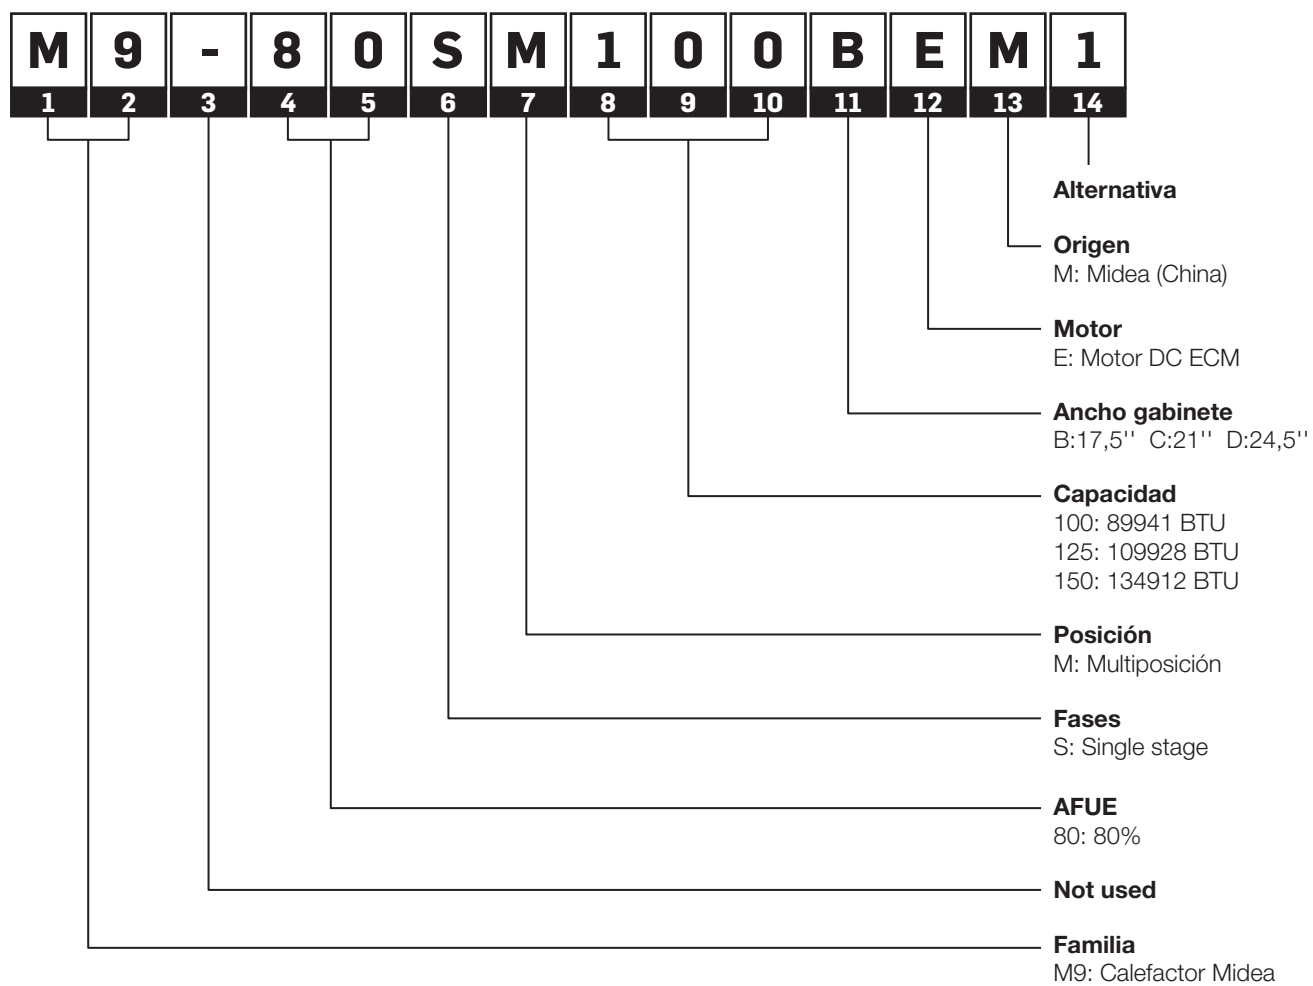 M 9 - 8 0 S M 1 0 0 B E M 1
1 2 3 4 5 6 7 8 9 10 11 12 13 14
Alternativa
Origen
M: Midea (China)
Motor
E: Motor DC ECM
Ancho gabinete
B:17,5'' C:21'' D:24,5''
Capacidad
100: 89941 BTU
125: 109928 BTU
150: 134912 BTU
Posición
M: Multiposición
Fases
S: Single stage
AFUE
80: 80%
Not used
Familia
M9: Calefactor Midea